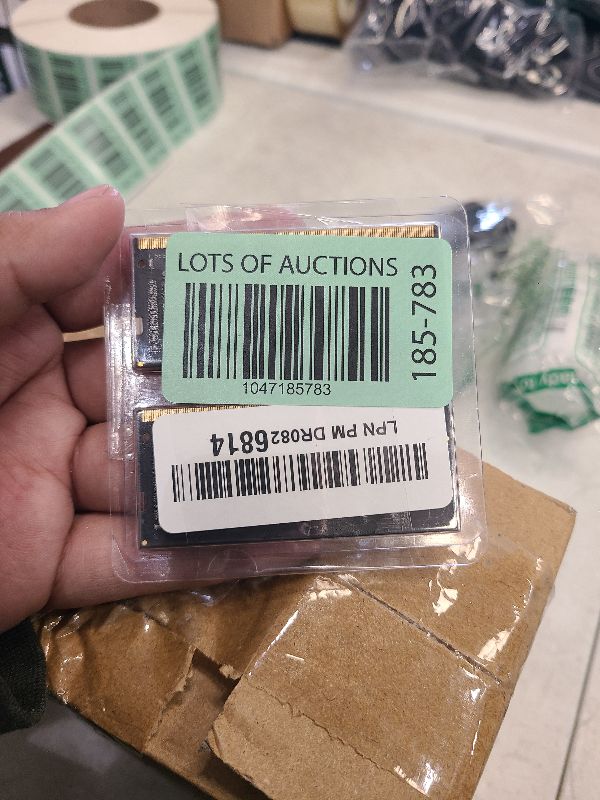 LOTS OF AUCTIONS
185-783
1047185783
LPN PM DR0826814